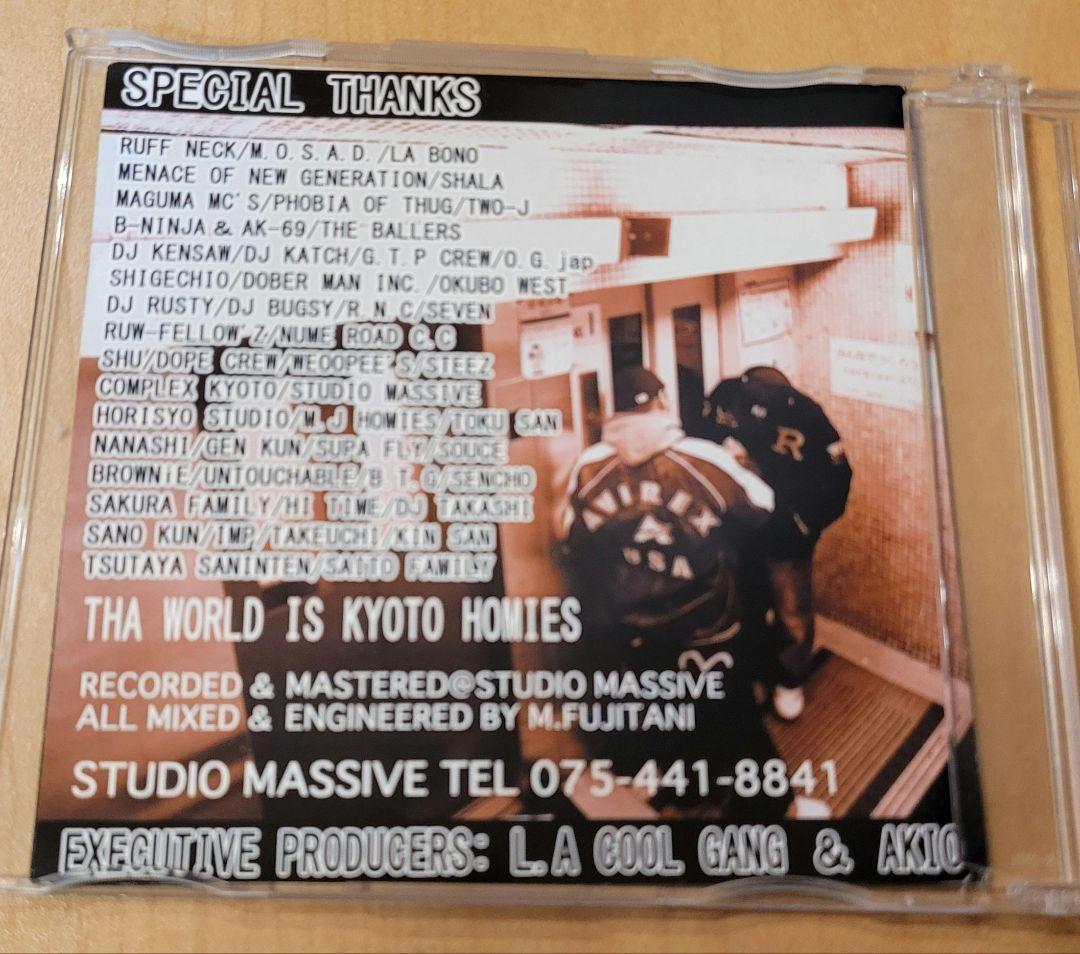 SPECIAL THANKS
RUFF NECK/M.O.S.A.D./LA BONO
MENACE OF NEW GENERATION/SHALA
MAGUMA MC'S/PHOBIA OF THUG/TWO-J
B-NINJA & AK-69/THE BALLERS
DJ KENSAW/DJ KATCH/G.T.P CREW/O.G.jap
SHIGECHIO/DOBER MAN INC./OKUBO WEST
DJ RUSTY/DJ BUGSY/R.N.C/SEVEN
RUW-FELLOW'Z/NUME ROAD C.C
SHU/DOPE CREW/WEOOPEE'S/STEEZ
COMPLEX KYOTO/STUDIO MASSIVE
HORISYO STUDIO/M.J HOMIES/TOKU SAN
NANASHI/GEN KUN/SUPA FLY/SOUCE
BROWNiE/UNTOUCHABLE/B.T.G/SENCHO
SAKURA FAMILY/HI TIME/DJ TAKASHI
SANO KUN/IMP/TAKEUCHI/KIN SAN
TSUTAYA SANINTEN/SAITO FAMILY
THA WORLD IS KYOTO HOMIES
RECORDED & MASTERED@STUDIO MASSIVE
ALL MIXED & ENGINEERED BY M.FUJITANI
STUDIO MASSIVE TEL 075-441-8841
EXECUTIVE PRODUCERS: L.A COOL GANG & AKIO
AVIREX
USA
R